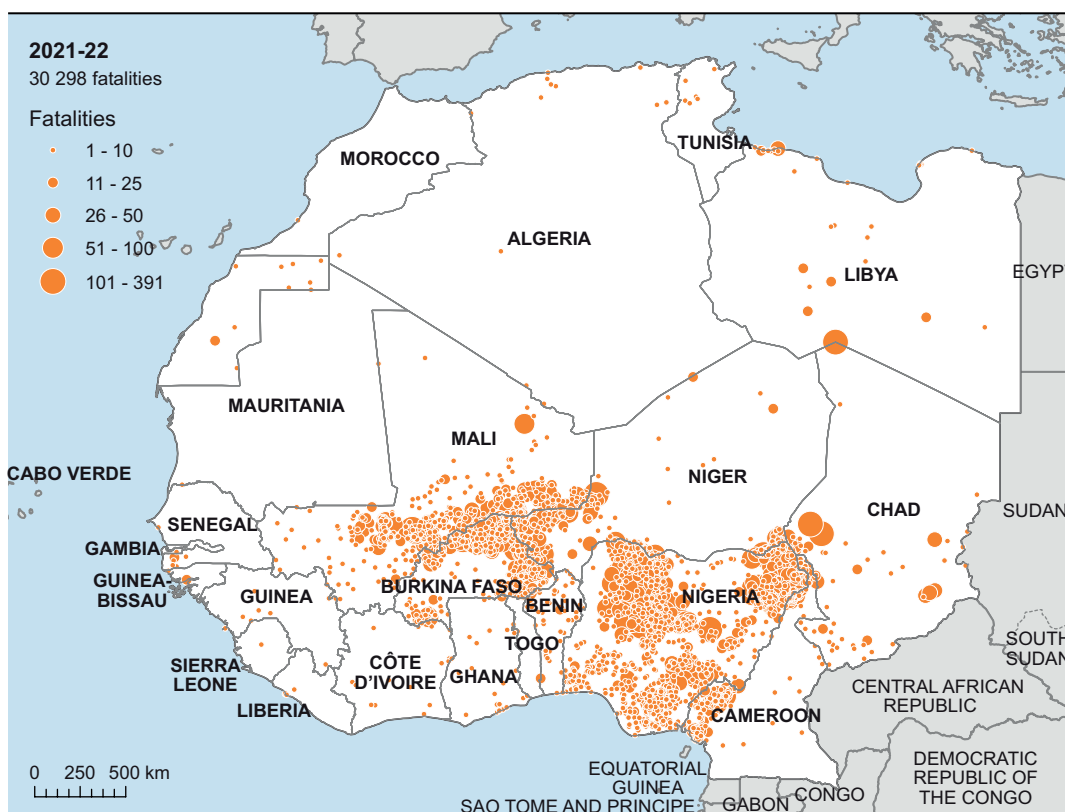 2021-22
30 298 fatalities
Fatalities
1 - 10
11 - 25
26 - 50
51 - 100
101 - 391
MOROCCO
TUNISIA
ALGERIA
LIBYA
EGYPT
MAURITANIA
MALI
NIGER
CHAD
SUDAN
CABO VERDE
SENEGAL
GAMBIA
GUINEA-
BISSAU
GUINEA
BURKINA FASO
BENIN
NIGERIA
TOGO
SIERRA
LEONE
CÔTE
D'IVOIRE
GHANA
LIBERIA
CAMEROON
SOUTH
SUDAN
CENTRAL AFRICAN
REPUBLIC
EQUATORIAL
GUINEA
SAO TOME AND PRINCIPE
GABON
CONGO
DEMOCRATIC
REPUBLIC OF
THE CONGO
0 250 500 km